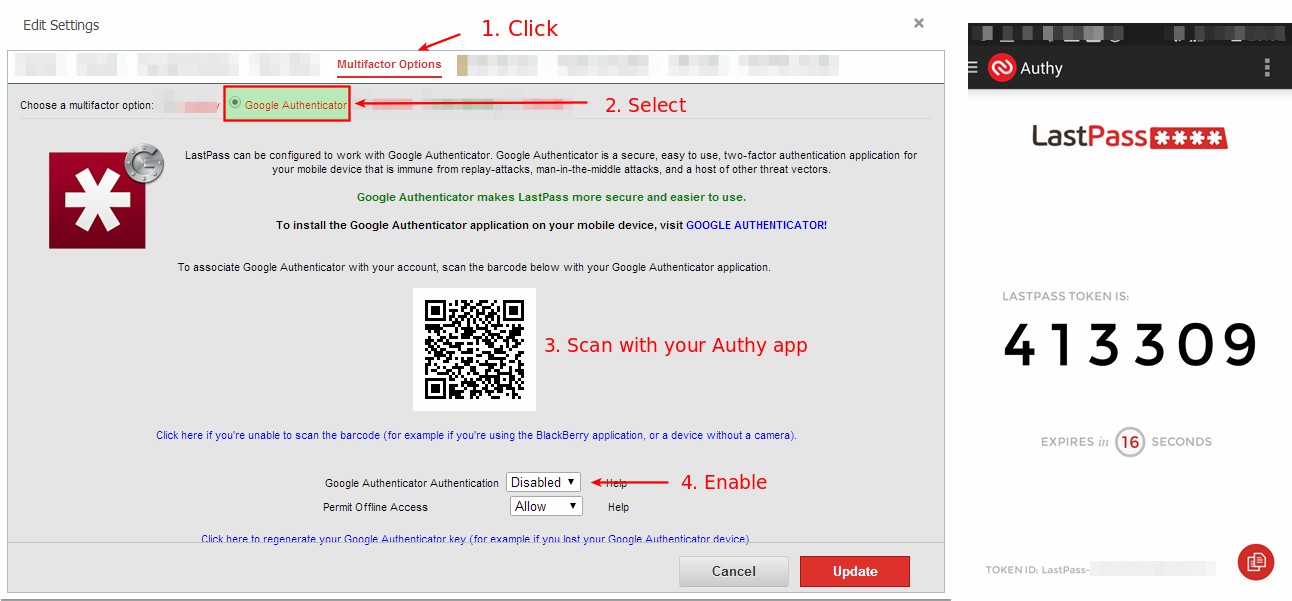 Edit Settings
1. Click
Multifactor Options
Choose a multifactor option:
Google Authenticator
2. Select
LastPass can be configured to work with Google Authenticator. Google Authenticator is a secure, easy to use, two-factor authentication application for
your mobile device that is immune from replay-attacks, man-in-the-middle attacks, and a host of other threat vectors.
Google Authenticator makes LastPass more secure and easier to use.
To install the Google Authenticator application on your mobile device, visit GOOGLE AUTHENTICATOR!
To associate Google Authenticator with your account, scan the barcode below with your Google Authenticator application.
3. Scan with your Authy app
Click here if you're unable to scan the barcode (for example if you're using the BlackBerry application, or a device without a camera).
Google Authenticator Authentication Disabled Help
4. Enable
Permit Offline Access Allow Help
Click here to regenerate your Google Authenticator key (for example if you lost your Google Authenticator device)
Cancel Update
Authy
LastPass ****
LASTPASS TOKEN IS:
413309
EXPIRES in 16 SECONDS
TOKEN ID: LastPass-